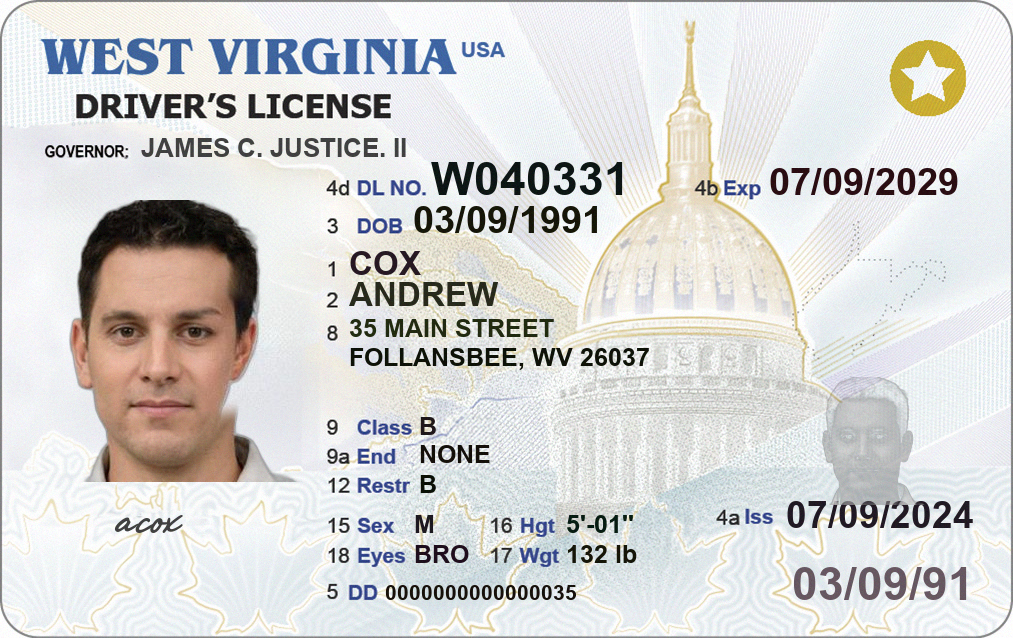 WEST VIRGINIA USA
DRIVER'S LICENSE
GOVERNOR: JAMES C. JUSTICE. II
4d DL NO. W040331 4b Exp 07/09/2029
3 DOB 03/09/1991
1 COX
2 ANDREW
8 35 MAIN STREET
FOLLANSBEE, WV 26037
9 Class B
9a End NONE
12 Restr B
acox
15 Sex M 16 Hgt 5'-01"
4a Iss 07/09/2024
18 Eyes BRO 17 Wgt 132 lb
5 DD 0000000000000035
03/09/91